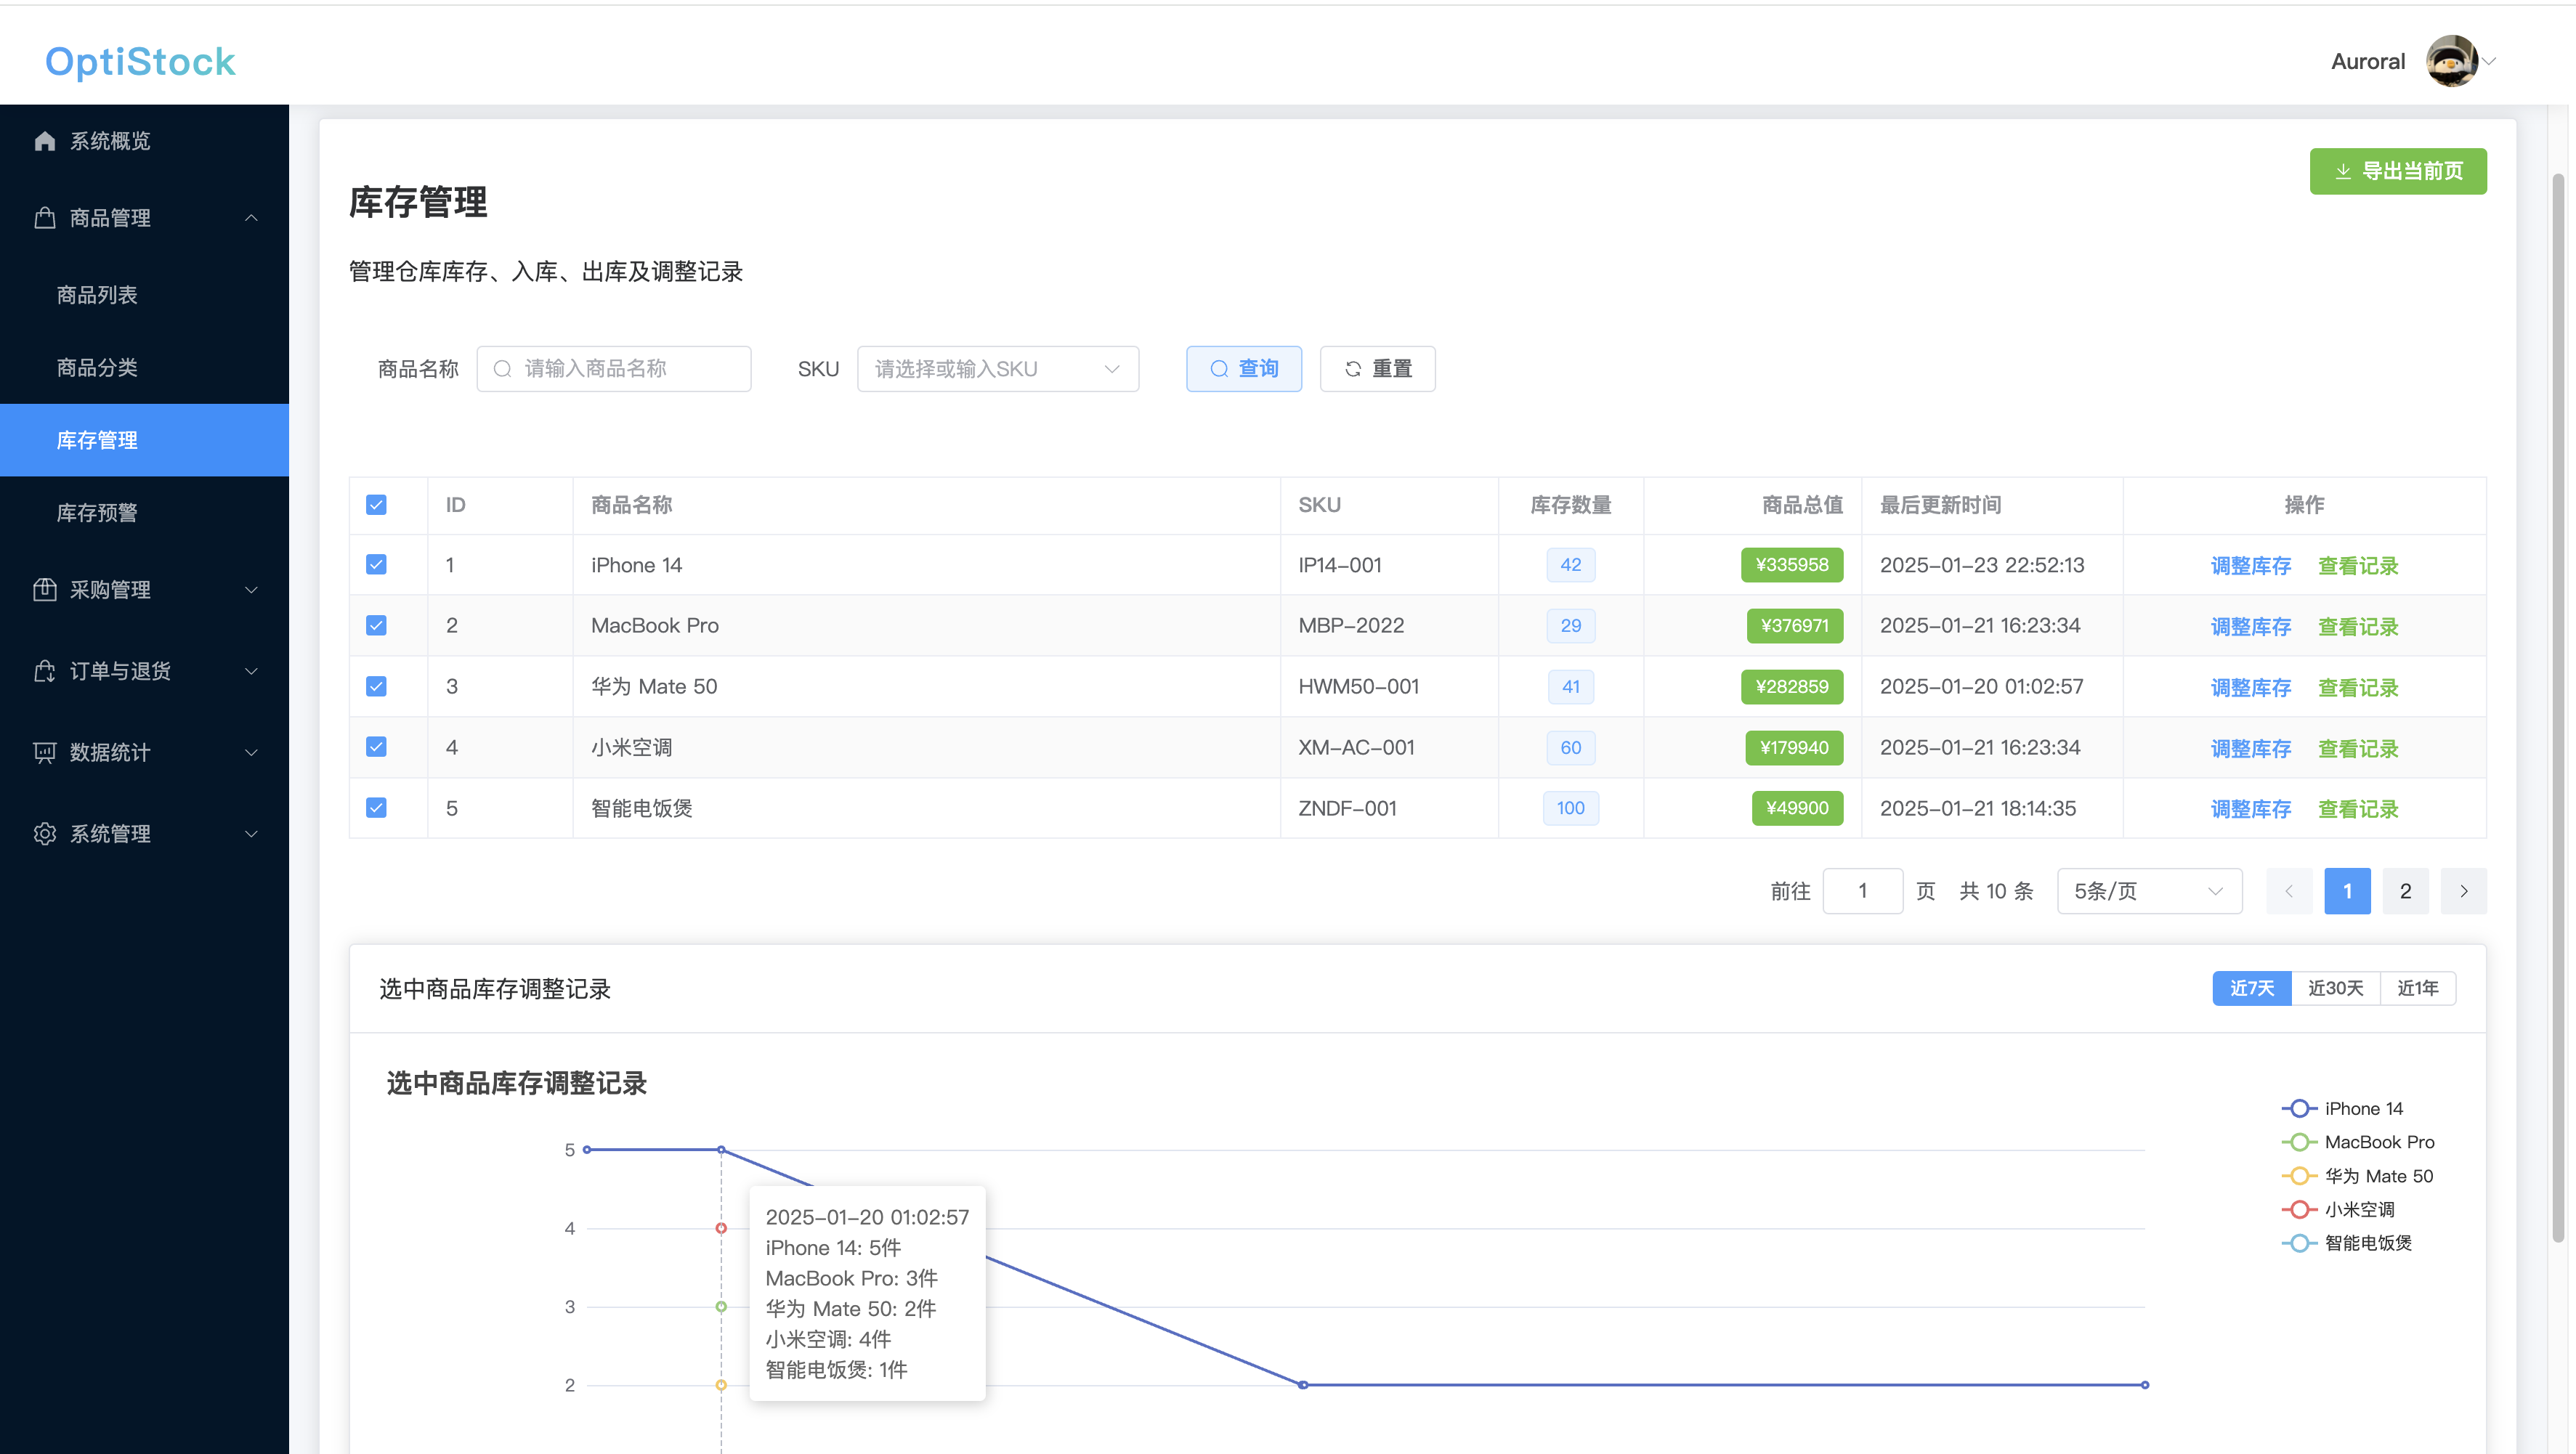 OptiStock
Auroral
系统概览
商品管理
商品列表
商品分类
库存管理
库存预警
采购管理
订单与退货
数据统计
系统管理
导出当前页
库存管理
管理仓库库存、入库、出库及调整记录
商品名称 请输入商品名称 SKU 请选择或输入SKU 查询 重置
ID 商品名称 SKU 库存数量 商品总值 最后更新时间 操作
1 iPhone 14 IP14-001 42 ¥335958 2025-01-23 22:52:13 调整库存 查看记录
2 MacBook Pro MBP-2022 29 ¥376971 2025-01-21 16:23:34 调整库存 查看记录
3 华为 Mate 50 HWM50-001 41 ¥282859 2025-01-20 01:02:57 调整库存 查看记录
4 小米空调 XM-AC-001 60 ¥179940 2025-01-21 16:23:34 调整库存 查看记录
5 智能电饭煲 ZNDF-001 100 ¥49900 2025-01-21 18:14:35 调整库存 查看记录
前往 1 页 共 10 条 5条/页 1 2
选中商品库存调整记录 近7天 近30天 近1年
选中商品库存调整记录
iPhone 14
MacBook Pro
华为 Mate 50
小米空调
智能电饭煲
5
4
3
2
2025-01-20 01:02:57
iPhone 14: 5件
MacBook Pro: 3件
华为 Mate 50: 2件
小米空调: 4件
智能电饭煲: 1件